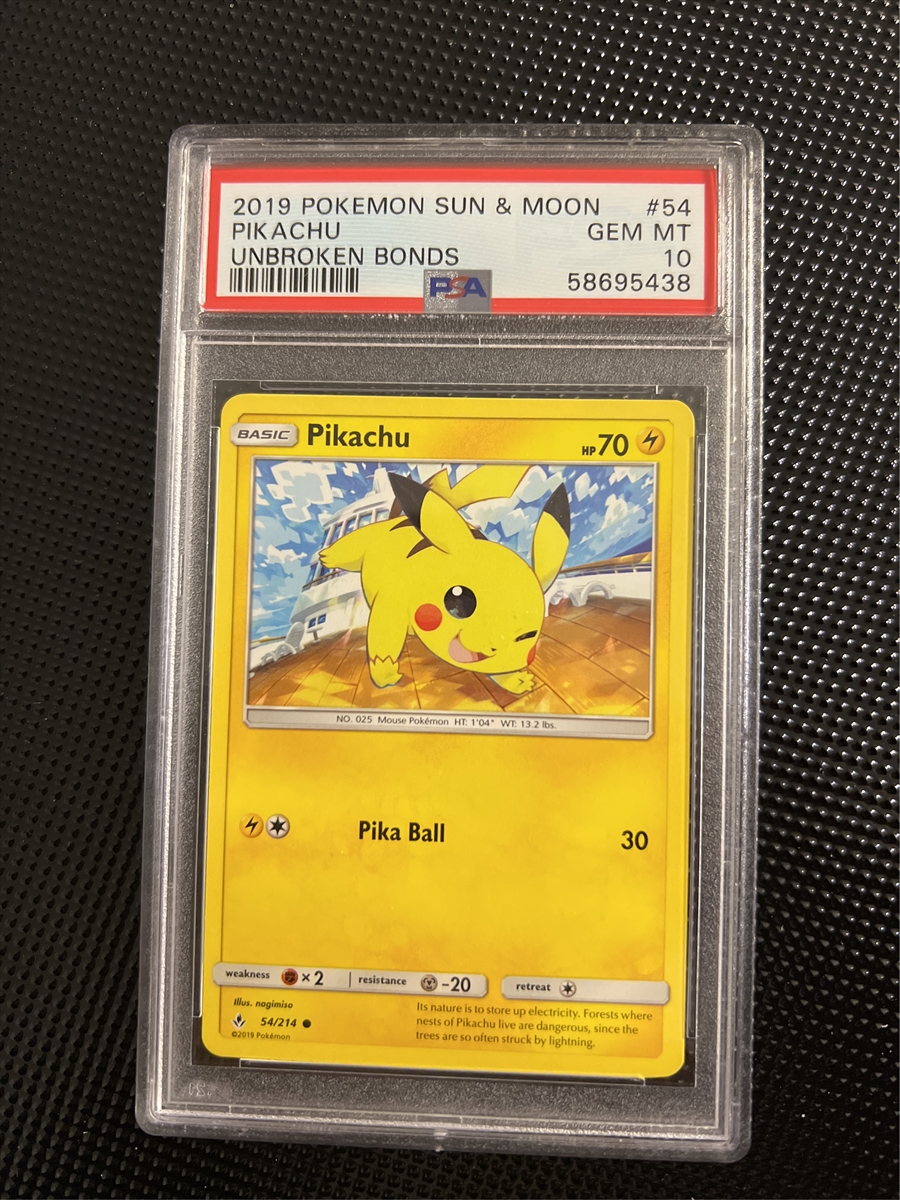 2019 POKEMON SUN & MOON #54
PIKACHU GEM MT
UNBROKEN BONDS 10
PSA 58695438
BASIC Pikachu HP70
NO. 025 Mouse Pokémon HT: 1'04" WT: 13.2 lbs.
Pika Ball 30
weakness ×2 resistance -20 retreat
Illus. nagimiso
54/214
©2019 Pokémon
Its nature is to store up electricity. Forests where
nests of Pikachu live are dangerous, since the
trees are so often struck by lightning.